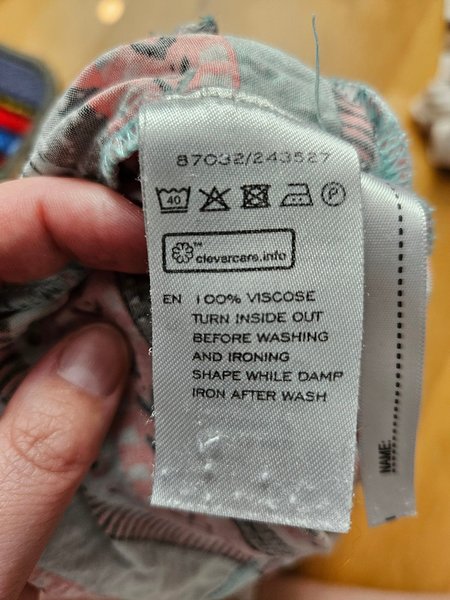 87032/243527
40 P
™
clevercare.info
EN 100% VISCOSE
TURN INSIDE OUT
BEFORE WASHING
AND IRONING
SHAPE WHILE DAMP
IRON AFTER WASH
NAME: